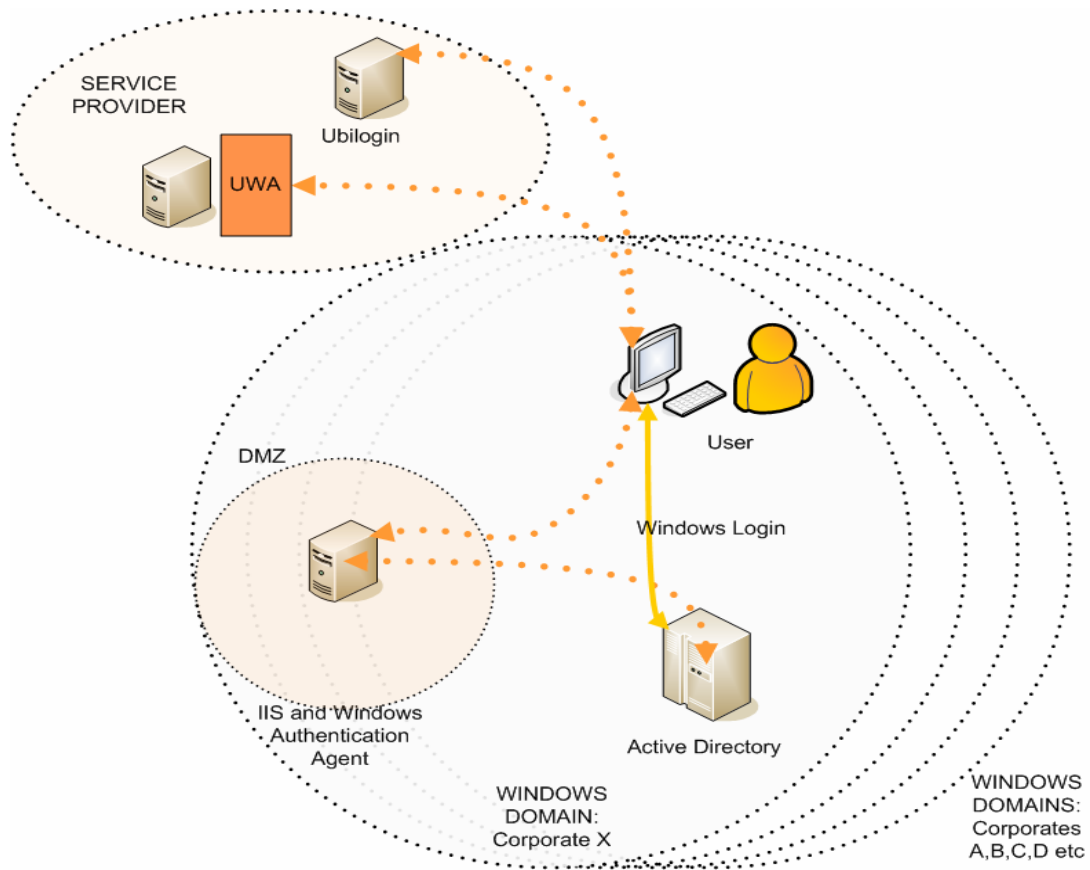 SERVICE
PROVIDER
Ubilogin
UWA
User
DMZ
Windows Login
IIS and Windows
Authentication
Agent
Active Directory
WINDOWS
DOMAIN:
Corporate X
WINDOWS
DOMAINS:
Corporates
A,B,C,D etc